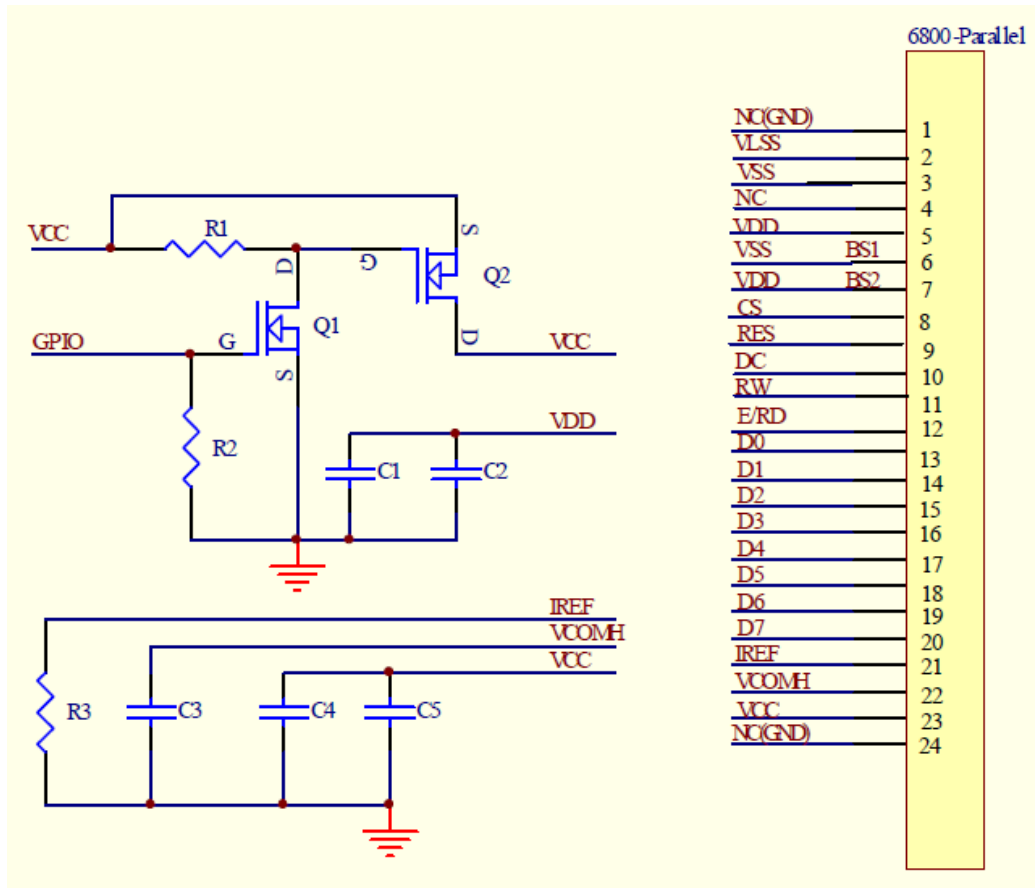 6800-Parallel
NC(GND) 1
VLSS 2
VSS 3
NC 4
VDD 5
VSS BS1 6
VDD BS2 7
CS 8
RES 9
DC 10
RW 11
E/RD 12
D0 13
D1 14
D2 15
D3 16
D4 17
D5 18
D6 19
D7 20
IREF 21
VCOMH 22
VCC 23
NC(GND) 24
VCC R1 D G S Q2 D VCC
GPIO G Q1 S
R2
VDD
C1 C2
IREF
VCOMH
VCC
R3 C3 C4 C5